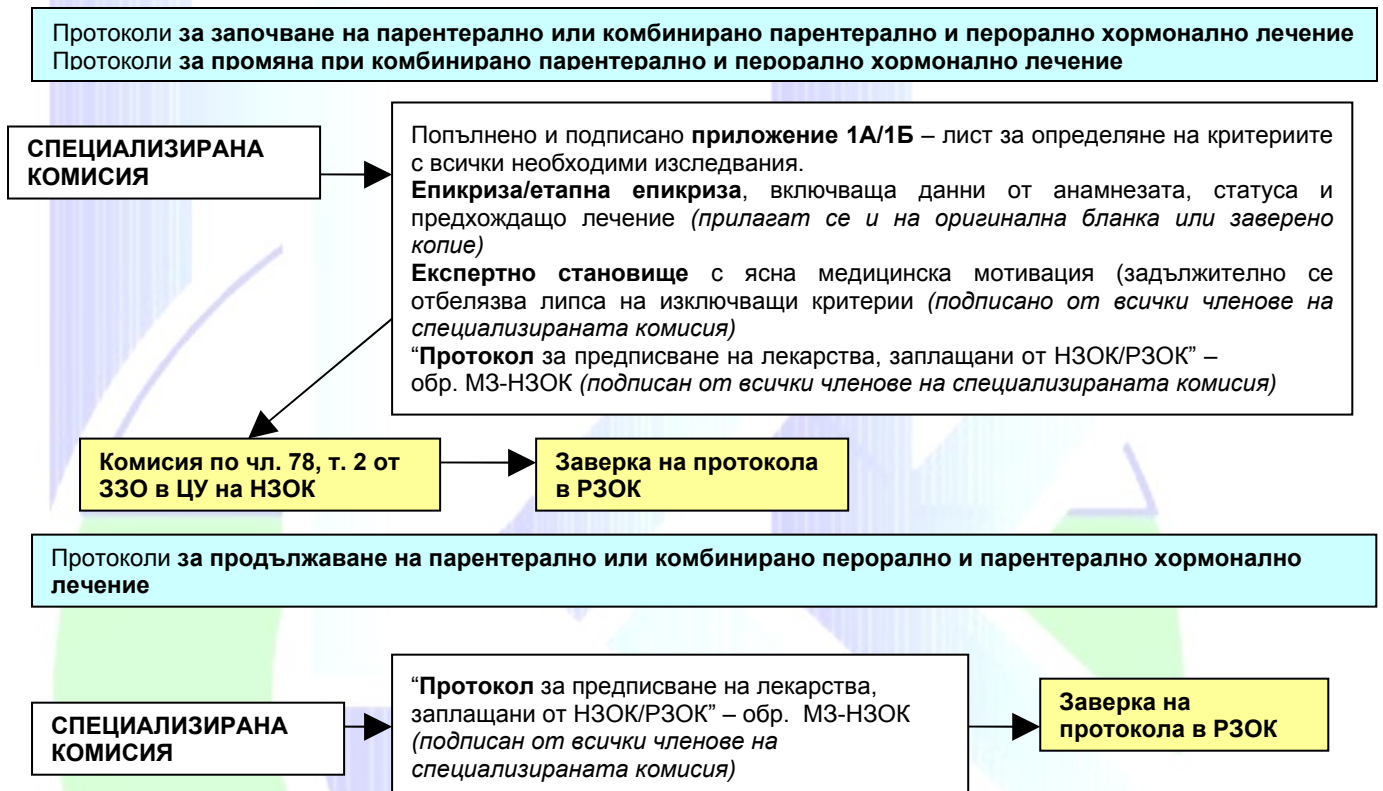 Протоколи за започване на парентерално или комбинирано парентерално и перорално хормонално лечение
Протоколи за промяна при комбинирано парентерално и перорално хормонално лечение
СПЕЦИАЛИЗИРАНА
КОМИСИЯ
Попълнено и подписано приложение 1А/1Б – лист за определяне на критериите
с всички необходими изследвания.
Епикриза/етапна епикриза, включваща данни от анамнезата, статуса и
предхождащо лечение (прилагат се и на оригинална бланка или заверено
копие)
Експертно становище с ясна медицинска мотивация (задължително се
отбелязва липса на изключващи критерии (подписано от всички членове на
специализираната комисия)
“Протокол за предписване на лекарства, заплащани от НЗОК/РЗОК” –
обр. МЗ-НЗОК (подписан от всички членове на специализираната комисия)
Комисия по чл. 78, т. 2 от
ЗЗО в ЦУ на НЗОК
Заверка на протокола
в РЗОК
Протоколи за продължаване на парентерално или комбинирано перорално и парентерално хормонално
лечение
СПЕЦИАЛИЗИРАНА
КОМИСИЯ
“Протокол за предписване на лекарства,
заплащани от НЗОК/РЗОК” – обр. МЗ-НЗОК
(подписан от всички членове на
специализираната комисия)
Заверка на
протокола в РЗОК